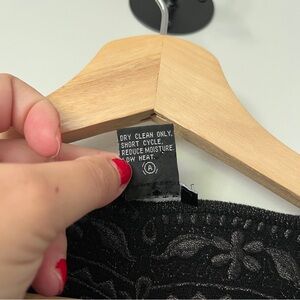 DRY CLEAN ONLY,
SHORT CYCLE,
REDUCE MOISTURE
LOW HEAT.
A